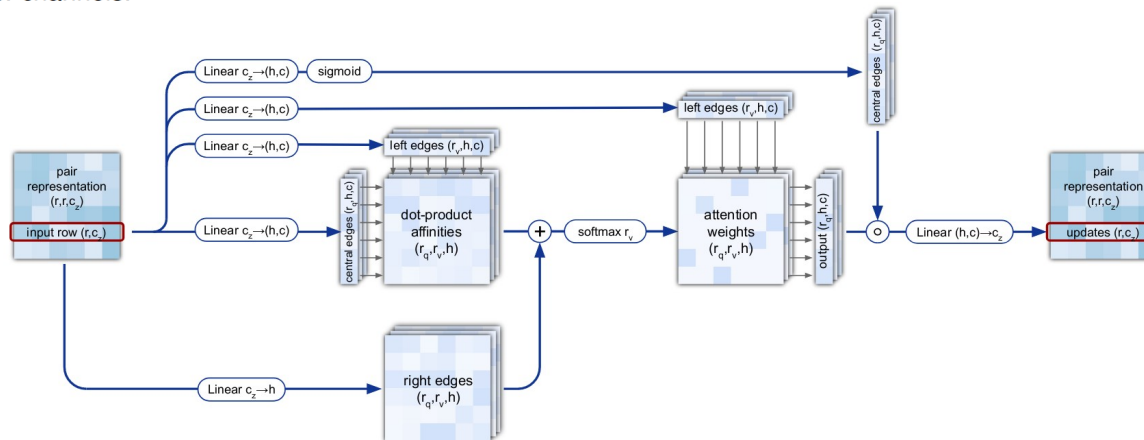 channels.
Linear c_z→(h,c)
sigmoid
central edges (r_q,h,c)
Linear c_z→(h,c)
left edges (r_v,h,c)
Linear c_z→(h,c)
left edges (r_v,h,c)
pair
representation
(r,r,c_z)
input row (r,c_z)
Linear c_z→(h,c)
central edges (r_q,h,c)
dot-product
affinities
(r_q,r_v,h)
+
softmax r_v
attention
weights
(r_q,r_v,h)
output (r_q,h,c)
Linear (h,c)→c_z
pair
representation
(r,r,c_z)
updates (r,c_z)
Linear c_z→h
right edges
(r_q,r_v,h)